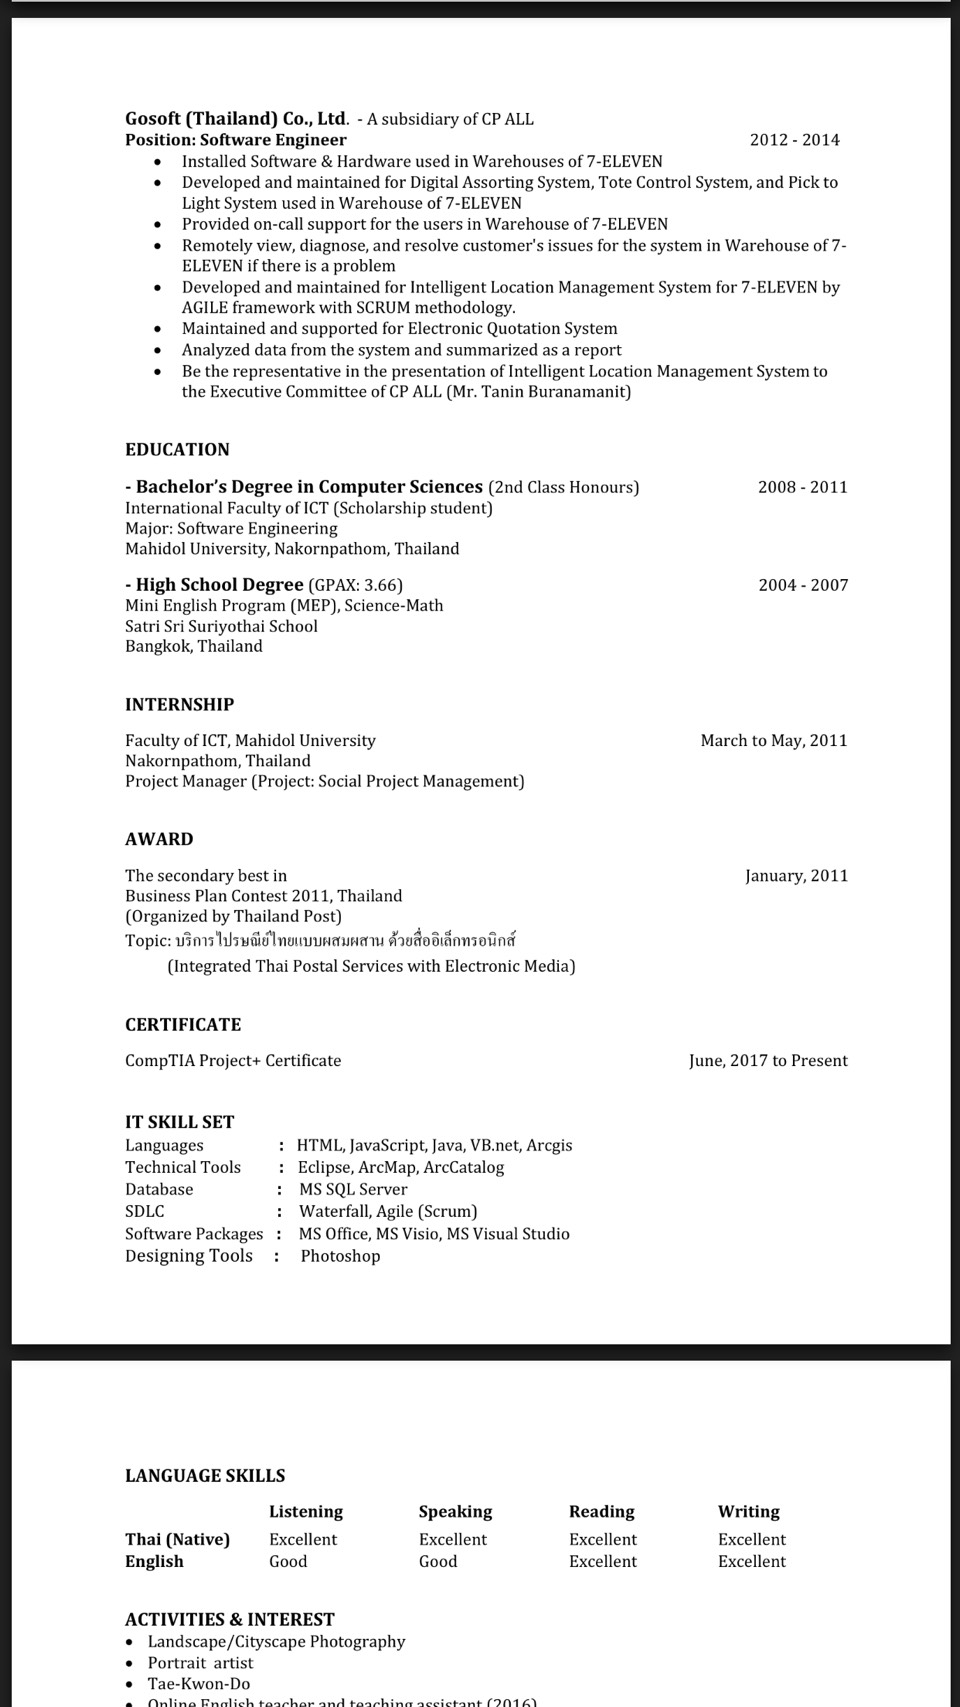 Gosoft (Thailand) Co., Ltd. - A subsidiary of CP ALL
Position: Software Engineer 2012 - 2014
• Installed Software & Hardware used in Warehouses of 7-ELEVEN
• Developed and maintained for Digital Assorting System, Tote Control System, and Pick to
Light System used in Warehouse of 7-ELEVEN
• Provided on-call support for the users in Warehouse of 7-ELEVEN
• Remotely view, diagnose, and resolve customer's issues for the system in Warehouse of 7-
ELEVEN if there is a problem
• Developed and maintained for Intelligent Location Management System for 7-ELEVEN by
AGILE framework with SCRUM methodology.
• Maintained and supported for Electronic Quotation System
• Analyzed data from the system and summarized as a report
• Be the representative in the presentation of Intelligent Location Management System to
the Executive Committee of CP ALL (Mr. Tanin Buranamanit)
EDUCATION
- Bachelor’s Degree in Computer Sciences (2nd Class Honours) 2008 - 2011
International Faculty of ICT (Scholarship student)
Major: Software Engineering
Mahidol University, Nakornpathom, Thailand
- High School Degree (GPAX: 3.66) 2004 - 2007
Mini English Program (MEP), Science-Math
Satri Sri Suriyothai School
Bangkok, Thailand
INTERNSHIP
Faculty of ICT, Mahidol University March to May, 2011
Nakornpathom, Thailand
Project Manager (Project: Social Project Management)
AWARD
The secondary best in January, 2011
Business Plan Contest 2011, Thailand
(Organized by Thailand Post)
Topic: บริการไปรษณีย์ไทยแบบผสมผสาน ด้วยสื่ออิเล็กทรอนิกส์
(Integrated Thai Postal Services with Electronic Media)
CERTIFICATE
CompTIA Project+ Certificate June, 2017 to Present
IT SKILL SET
Languages : HTML, JavaScript, Java, VB.net, Arcgis
Technical Tools : Eclipse, ArcMap, ArcCatalog
Database : MS SQL Server
SDLC : Waterfall, Agile (Scrum)
Software Packages : MS Office, MS Visio, MS Visual Studio
Designing Tools : Photoshop
LANGUAGE SKILLS
Listening Speaking Reading Writing
Thai (Native) Excellent Excellent Excellent Excellent
English Good Good Excellent Excellent
ACTIVITIES & INTEREST
• Landscape/Cityscape Photography
• Portrait artist
• Tae-Kwon-Do
• Online English teacher and teaching assistant (2016)